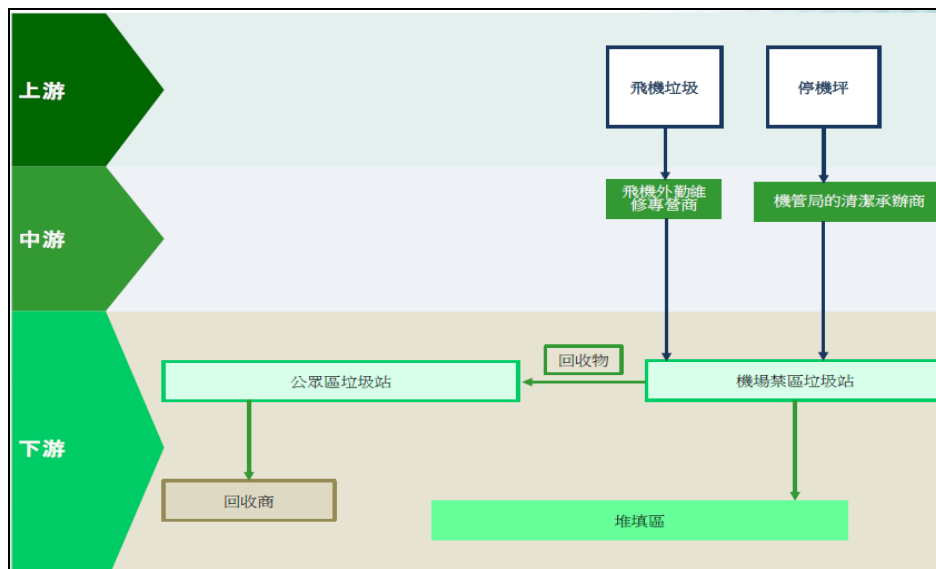 上游
飛機垃圾
停機坪
中游
飛機外勤維
修專營商
機管局的清潔承辦商
下游
回收物
公眾區垃圾站
機場禁區垃圾站
回收商
堆填區